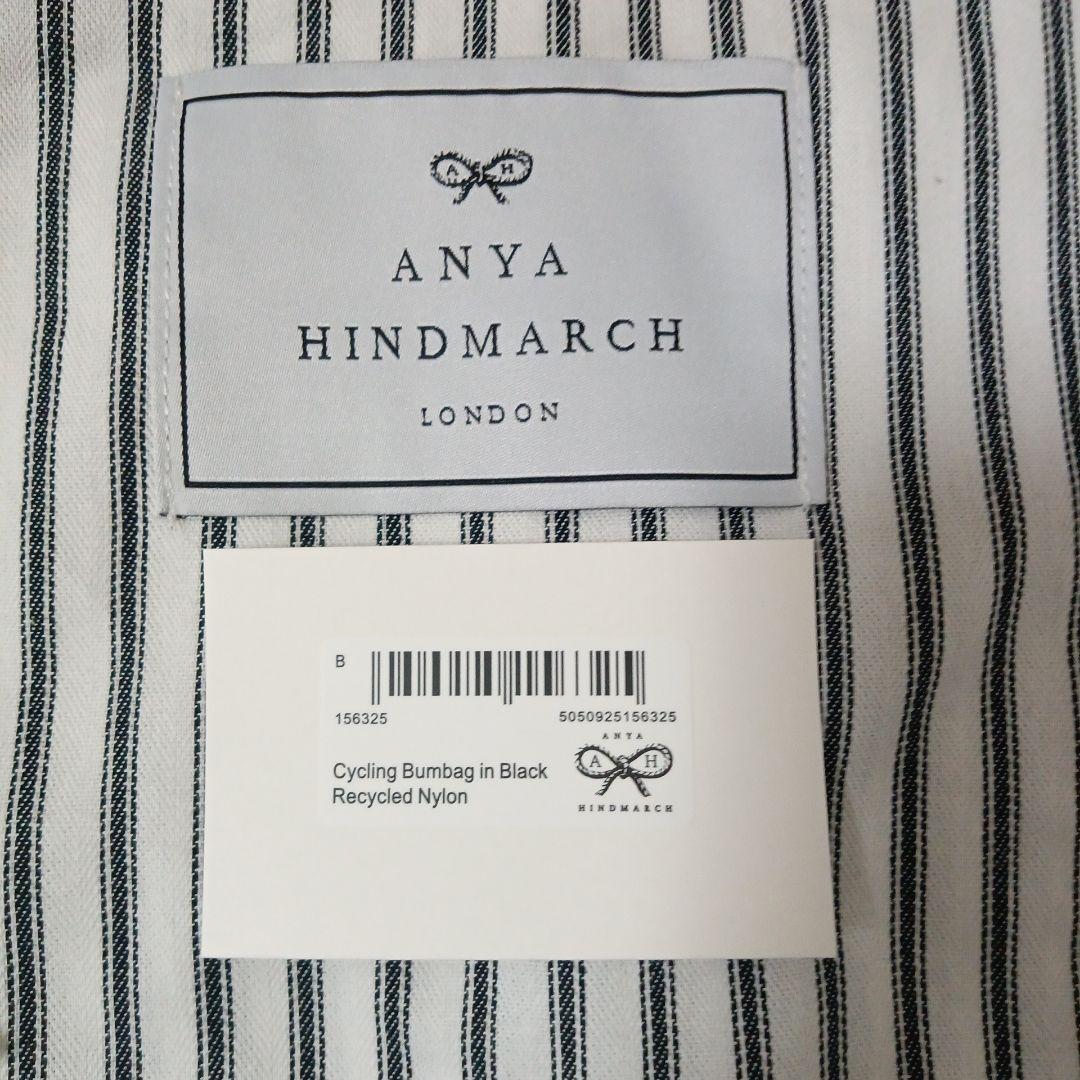 A H
ANYA
HINDMARCH
LONDON
B
156325 5050925156325
ANYA
A H
HINDMARCH
Cycling Bumbag in Black
Recycled Nylon